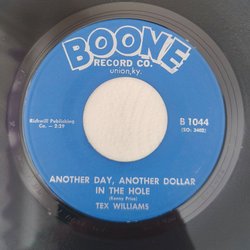 BOONE
RECORD CO.
union, ky.
Richwill Publishing
Co. — 2:29
B 1044
(SO. 3402)
ANOTHER DAY, ANOTHER DOLLAR
IN THE HOLE
(Kenny Price)
TEX WILLIAMS